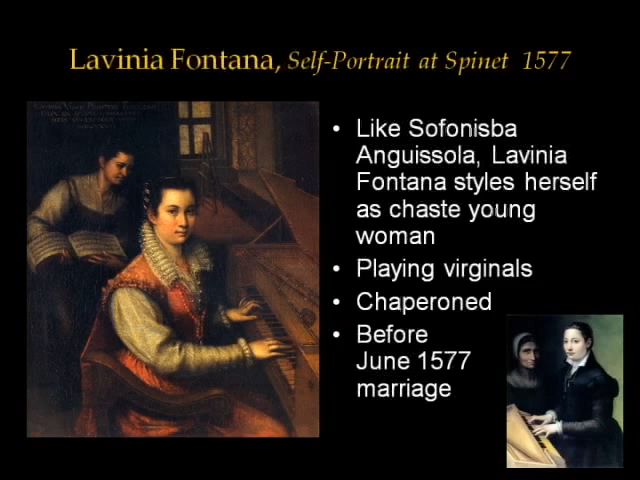 Lavinia Fontana, Self-Portrait at Spinet 1577
• Like Sofonisba
Anguissola, Lavinia
Fontana styles herself
as chaste young
woman
• Playing virginals
• Chaperoned
• Before
June 1577
marriage